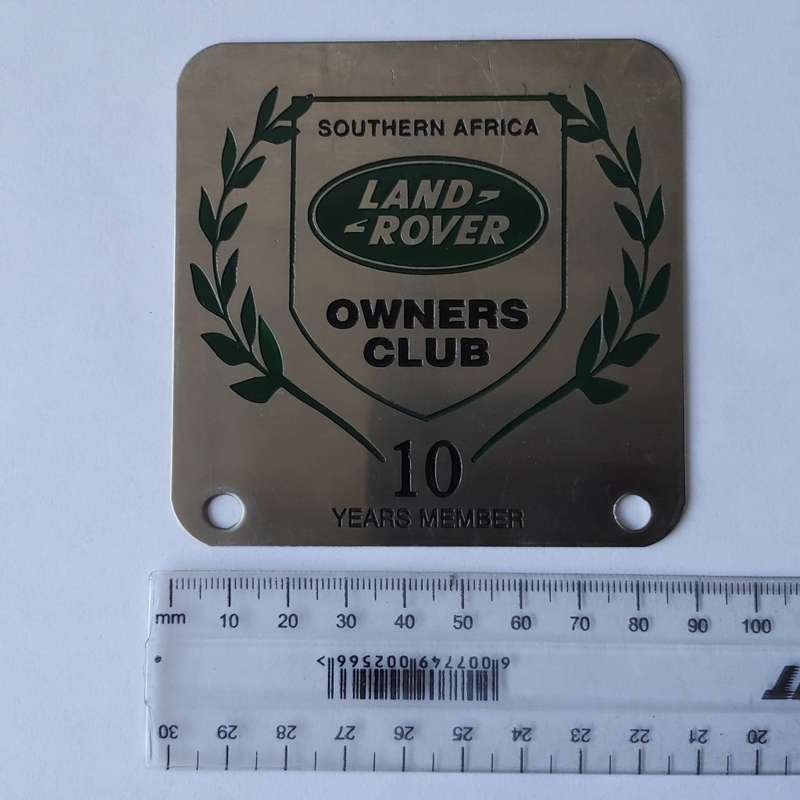 SOUTHERN AFRICA
LAND-
-ROVER
OWNERS
CLUB
10
YEARS MEMBER
mm 10 20 30 40 50 60 70 80 90 100
6 007749 002566 >
30 29 28 27 26 25 24 23 22 21 20